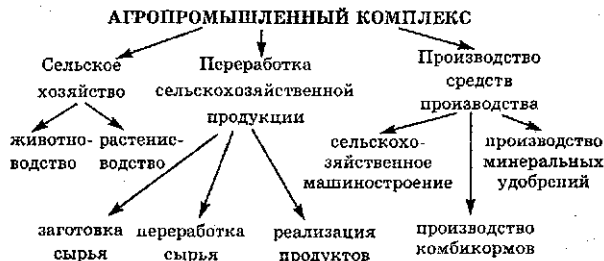 АГРОПРОМЫШЛЕННЫЙ КОМПЛЕКС
Сельское
хозяйство
Переработка
сельскохозяйственной
продукции
Производство
средств
производства
животно-
водство
растение-
водство
сельскохо-
зяйственное
машиностроение
производство
минеральных
удобрений
заготовка
сырья
переработка
сырья
реализация
продуктов
производство
комбикормов